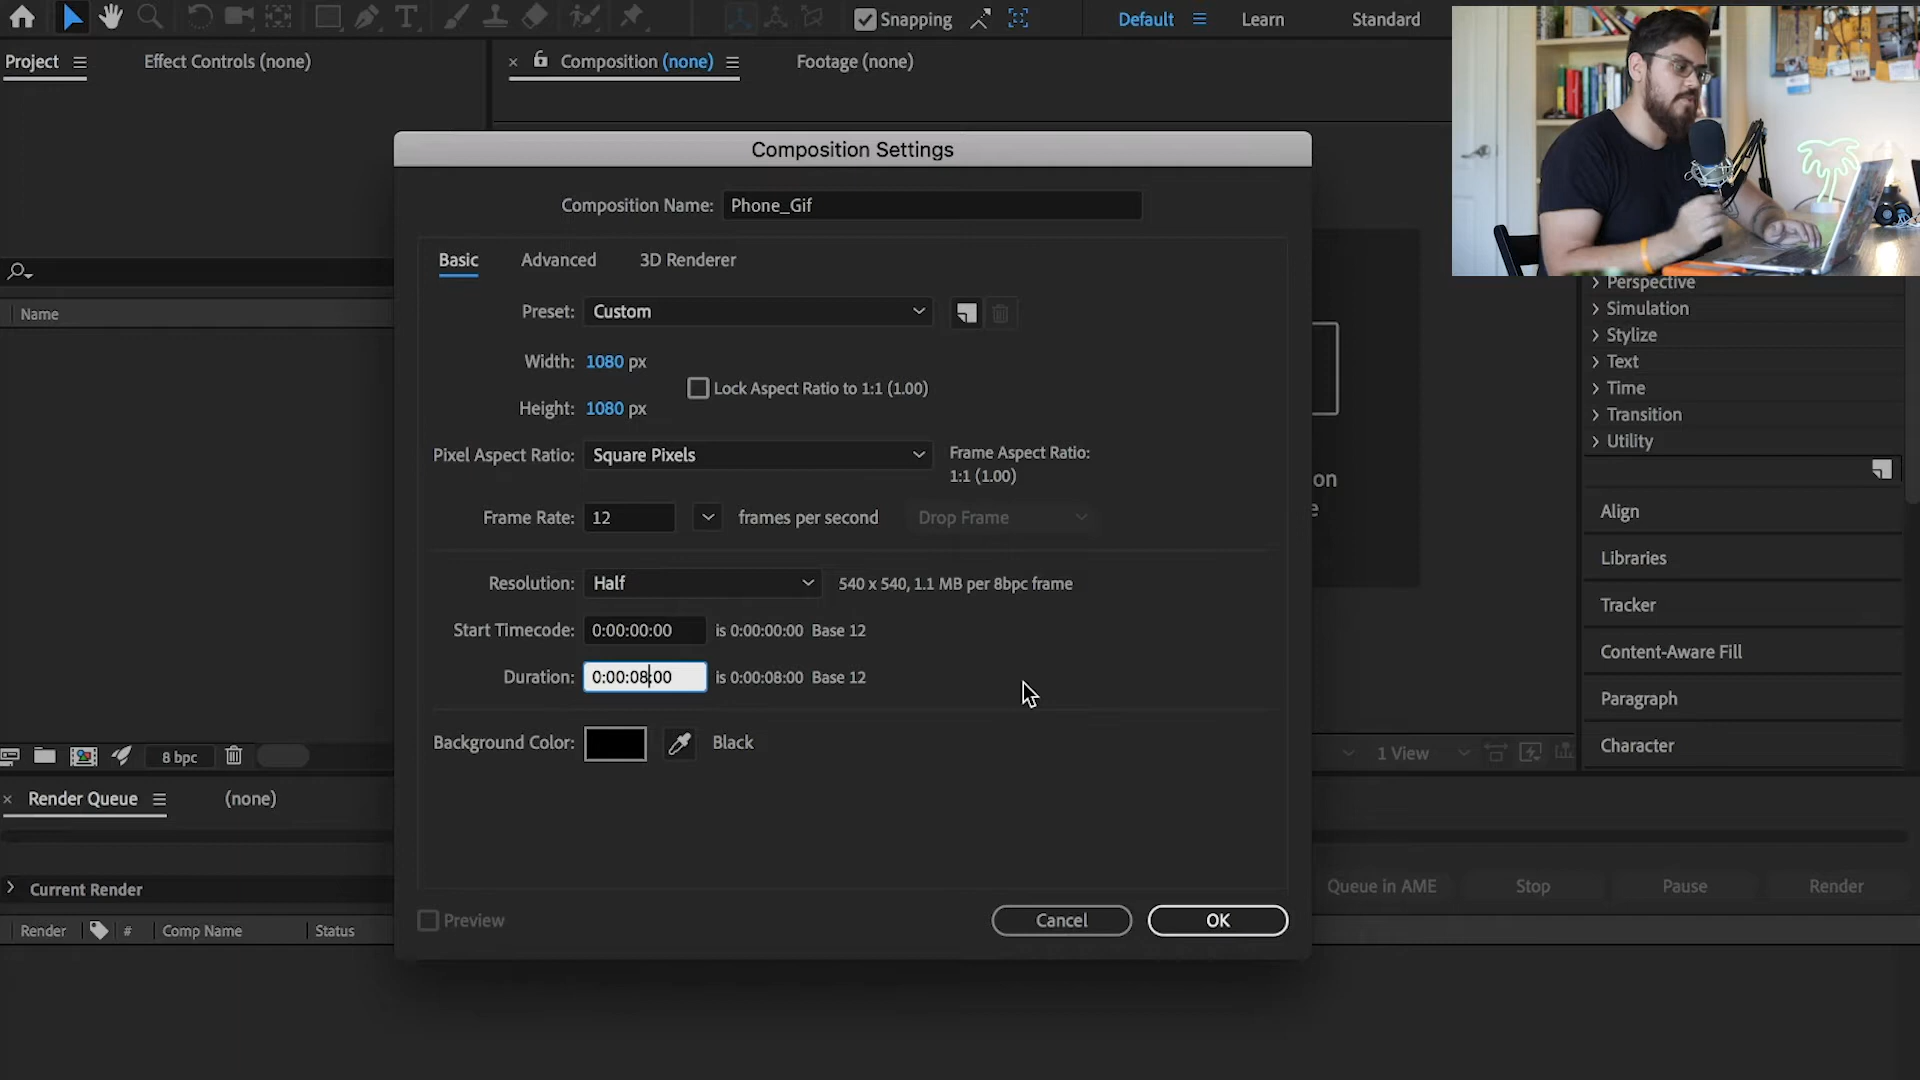 Snapping
Default
Learn
Standard
Project
Effect Controls (none)
Composition (none)
Footage (none)
Composition Settings
Composition Name: Phone_Gif
Basic
Advanced
3D Renderer
Preset: Custom
Width: 1080 px
Lock Aspect Ratio to 1:1 (1.00)
Height: 1080 px
Pixel Aspect Ratio: Square Pixels
Frame Aspect Ratio:
1:1 (1.00)
Frame Rate: 12
frames per second
Drop Frame
Resolution: Half
540 x 540, 1.1 MB per 8bpc frame
Start Timecode: 0:00:00:00
is 0:00:00:00 Base 12
Duration: 0:00:08:00
is 0:00:08:00 Base 12
Background Color:
Black
Preview
Cancel
OK
Name
8 bpc
Render Queue
(none)
Current Render
Render
#
Comp Name
Status
on
e
1 View
Queue in AME
Stop
Pause
Render
Perspective
Simulation
Stylize
Text
Time
Transition
Utility
Align
Libraries
Tracker
Content-Aware Fill
Paragraph
Character